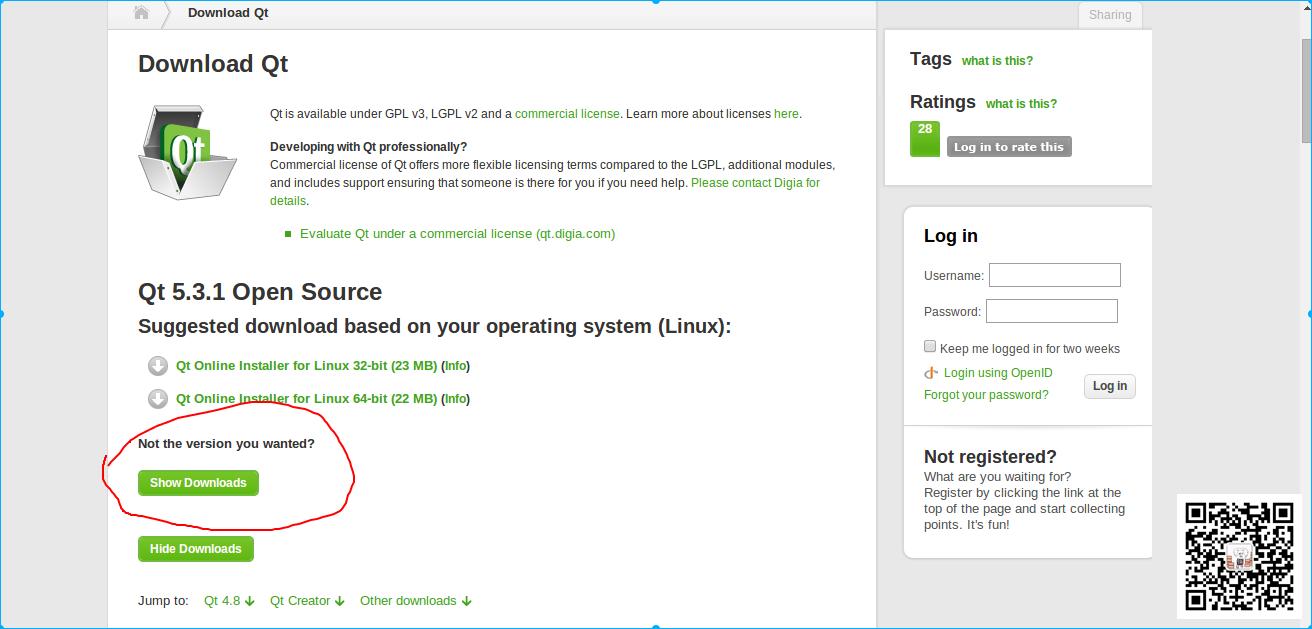 Download Qt
Sharing
Download Qt
Qt
Qt is available under GPL v3, LGPL v2 and a commercial license. Learn more about licenses here.
Developing with Qt professionally?
Commercial license of Qt offers more flexible licensing terms compared to the LGPL, additional modules,
and includes support ensuring that someone is there for you if you need help. Please contact Digia for
details.
Evaluate Qt under a commercial license (qt.digia.com)
Qt 5.3.1 Open Source
Suggested download based on your operating system (Linux):
Qt Online Installer for Linux 32-bit (23 MB) (Info)
Qt Online Installer for Linux 64-bit (22 MB) (Info)
Not the version you wanted?
Show Downloads
Hide Downloads
Jump to: Qt 4.8 Qt Creator Other downloads
Tags what is this?
Ratings what is this?
28
Log in to rate this
Log in
Username:
Password:
Keep me logged in for two weeks
Login using OpenID
Forgot your password?
Log in
Not registered?
What are you waiting for?
Register by clicking the link at the
top of the page and start collecting
points. It's fun!